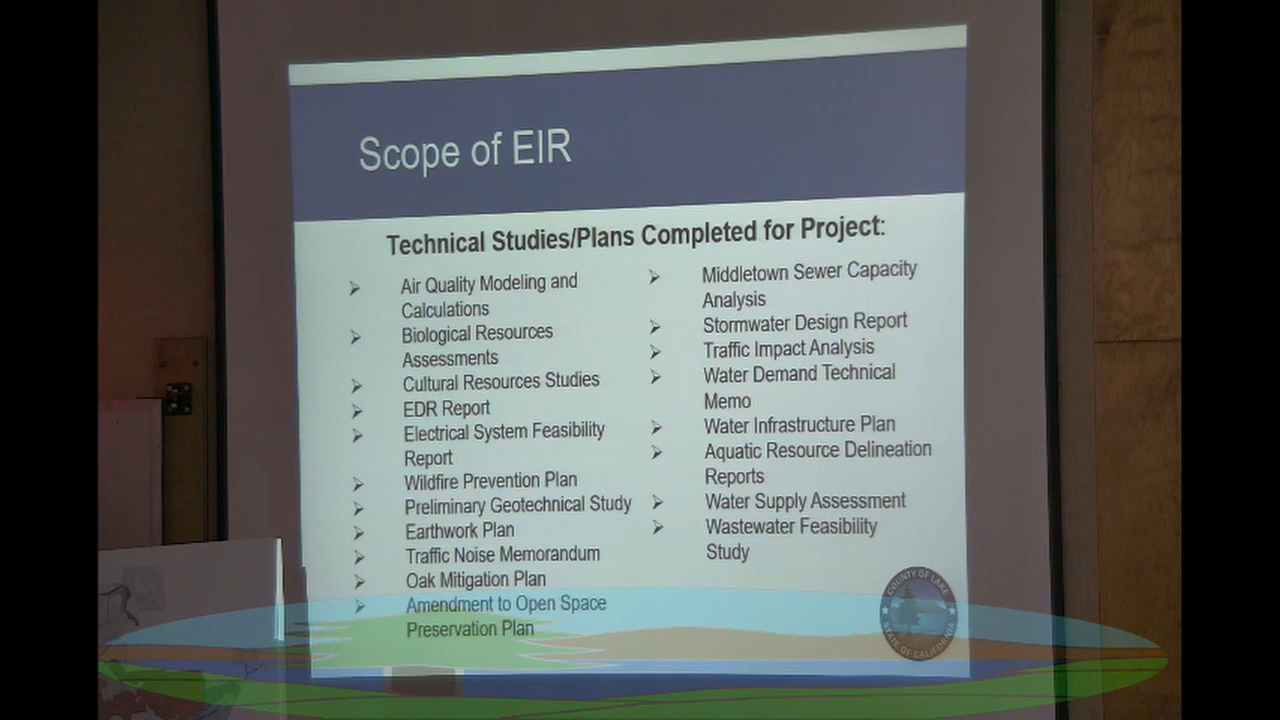 Scope of EIR
Technical Studies/Plans Completed for Project:
Air Quality Modeling and
Calculations
Biological Resources
Assessments
Cultural Resources Studies
EDR Report
Electrical System Feasibility
Report
Wildfire Prevention Plan
Preliminary Geotechnical Study
Earthwork Plan
Traffic Noise Memorandum
Oak Mitigation Plan
Amendment to Open Space
Preservation Plan
Middletown Sewer Capacity
Analysis
Stormwater Design Report
Traffic Impact Analysis
Water Demand Technical
Memo
Water Infrastructure Plan
Aquatic Resource Delineation
Reports
Water Supply Assessment
Wastewater Feasibility
Study
COUNTY OF LAKE
STATE OF CALIFORNIA